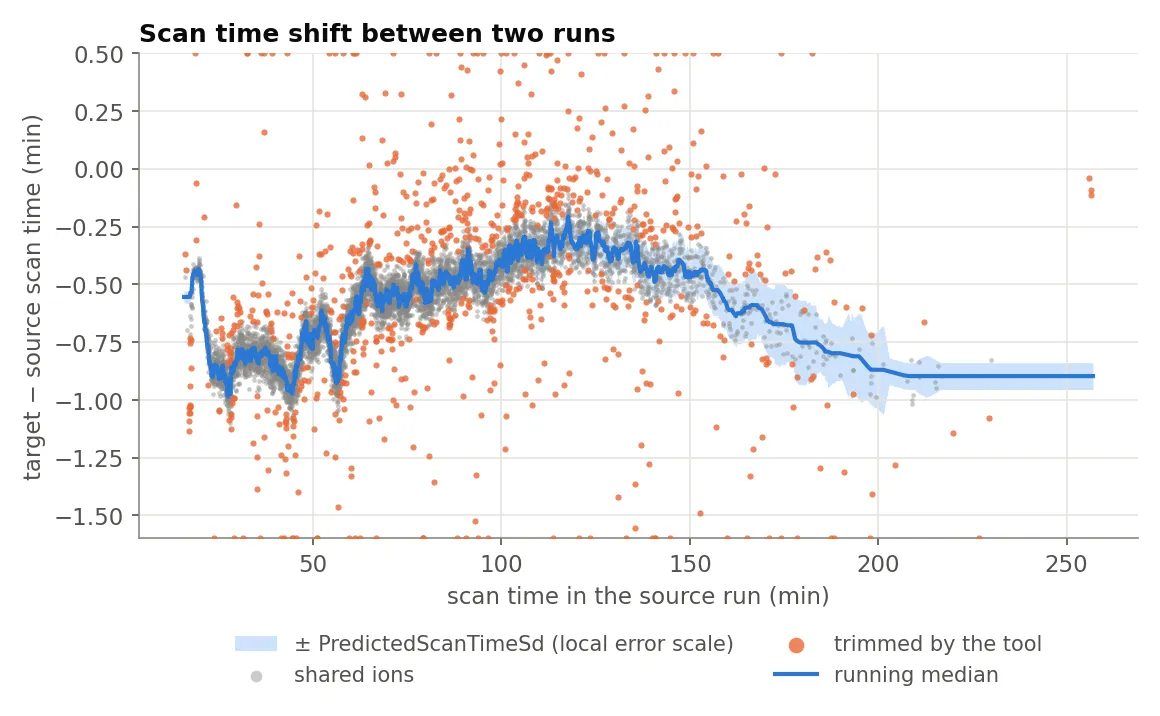 Scan time shift between two runs
0.50
0.25
0.00
−0.25
−0.50
−0.75
−1.00
−1.25
−1.50
target − source scan time (min)
50
100
150
200
250
scan time in the source run (min)
± PredictedScanTimeSd (local error scale)
shared ions
trimmed by the tool
running median